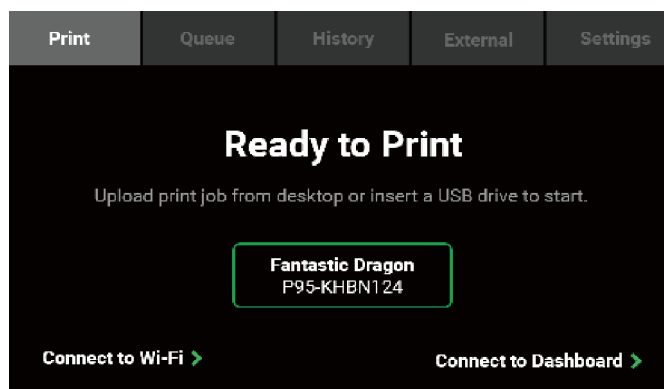 Print Queue History External Settings
Ready to Print
Upload print job from desktop or insert a USB drive to start.
Fantastic Dragon
P95-KHBN124
Connect to Wi-Fi > Connect to Dashboard >